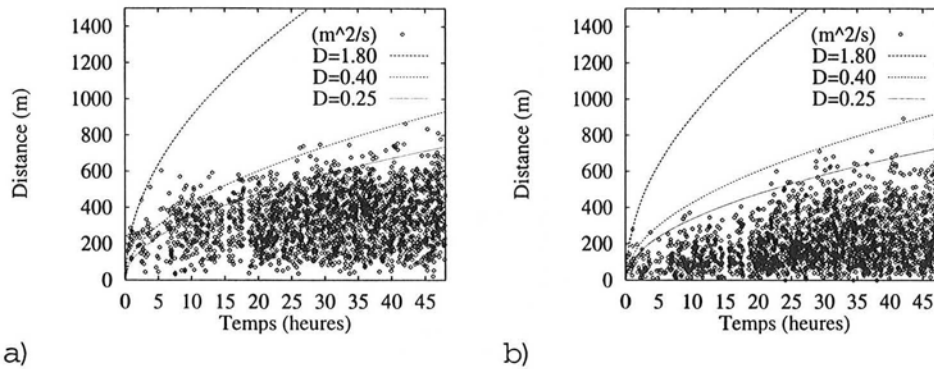 1400
1200
1000
800
600
400
200
0
Distance (m)
(m^2/s)
D=1.80
D=0.40
D=0.25
0 5 10 15 20 25 30 35 40 45
Temps (heures)
a)
1400
1200
1000
800
600
400
200
0
Distance (m)
(m^2/s)
D=1.80
D=0.40
D=0.25
0 5 10 15 20 25 30 35 40 45
Temps (heures)
b)